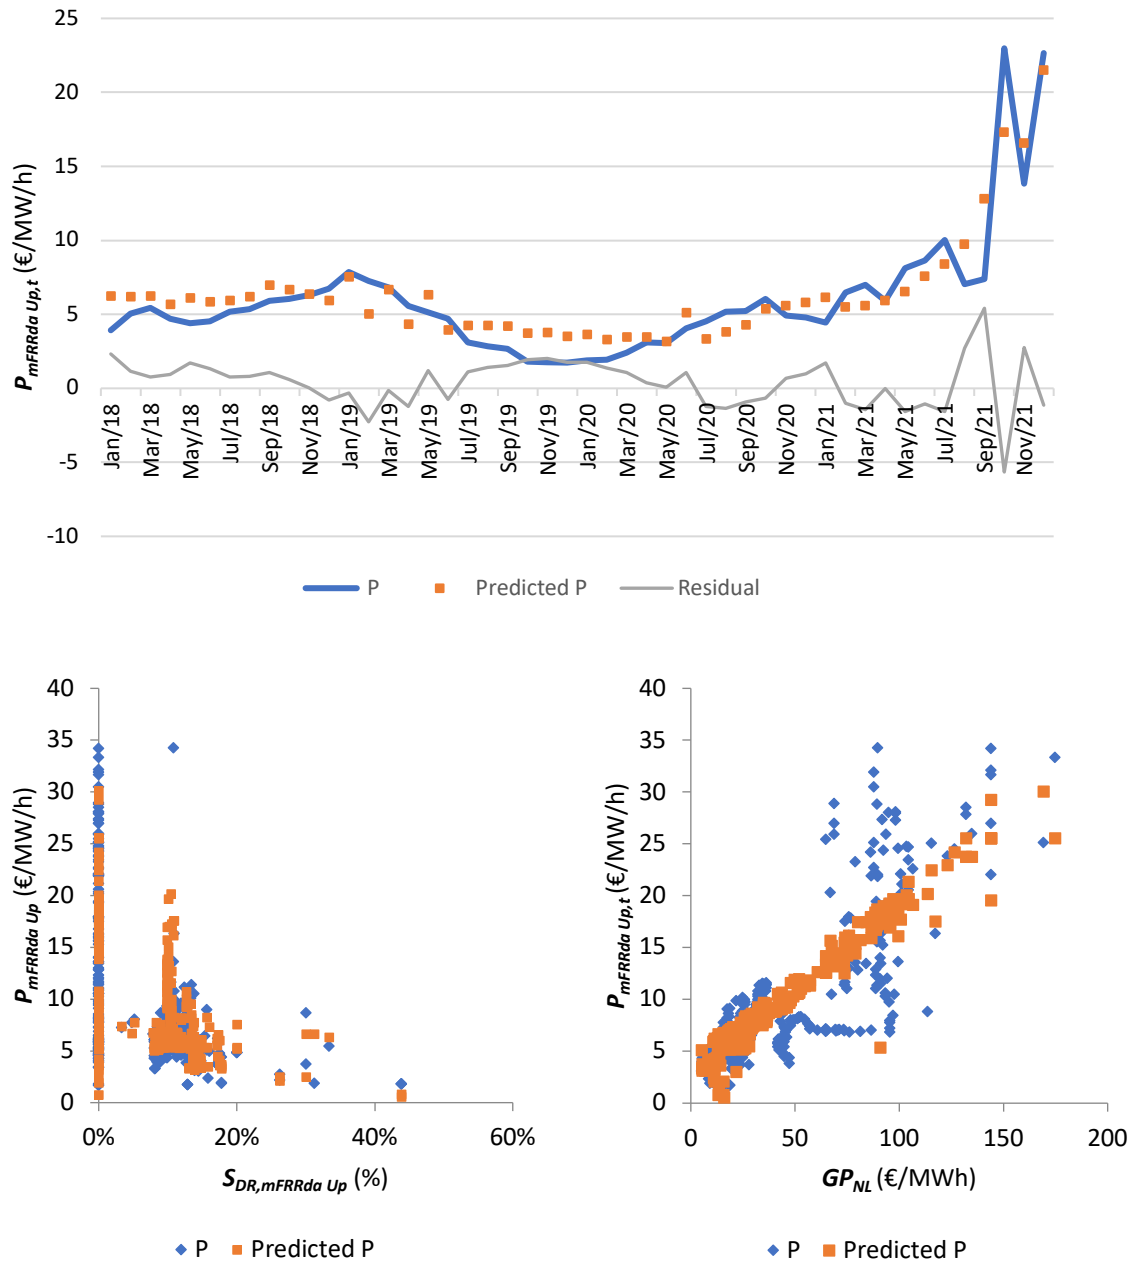 25
20
15
10
5
0
-5
-10
P mFRRda Up,t (€/MW/h)
Jan/18
Mar/18
May/18
Jul/18
Sep/18
Nov/18
Jan/19
Mar/19
May/19
Jul/19
Sep/19
Nov/19
Jan/20
Mar/20
May/20
Jul/20
Sep/20
Nov/20
Jan/21
Mar/21
May/21
Jul/21
Sep/21
Nov/21
P Predicted P Residual
40
35
30
25
20
15
10
5
0
P mFRRda Up (€/MW/h)
0% 20% 40% 60%
S DR,mFRRda Up (%)
P Predicted P
40
35
30
25
20
15
10
5
0
P mFRRda Up,t (€/MW/h)
0 50 100 150 200
GP NL (€/MWh)
P Predicted P